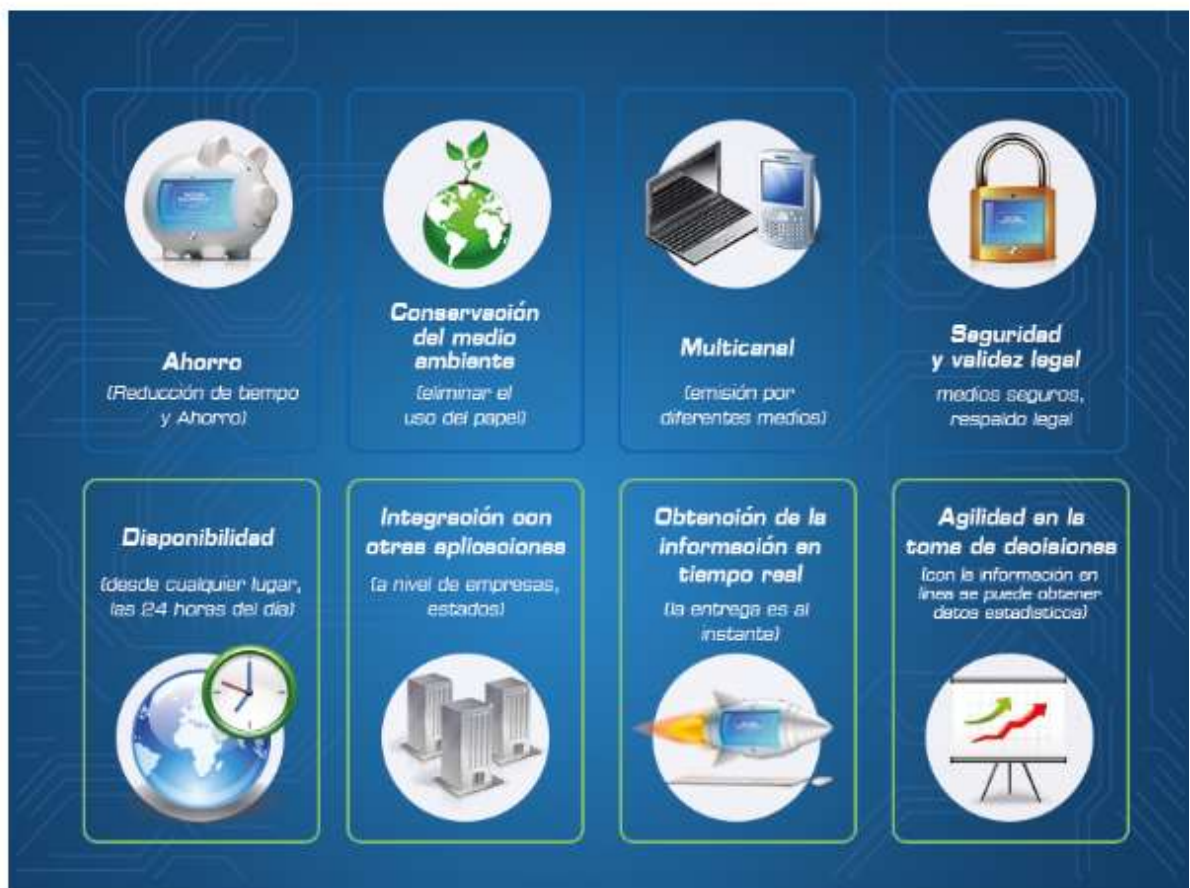 Ahorro
(Reducción de tiempo
y Ahorro)
Conservación
del medio
ambiente
(eliminar el
uso del papel)
Multicanal
(emisión por
diferentes medios)
Seguridad
y validez legal
medios seguros,
respaldo legal
Disponibilidad
(desde cualquier lugar,
las 24 horas del día)
Integración con
otras aplicaciones
(a nivel de empresas,
estados)
Obtención de la
información en
tiempo real
(la entrega es al
instante)
Agilidad en la
toma de decisiones
(con la información en
línea se puede obtener
datos estadísticos)